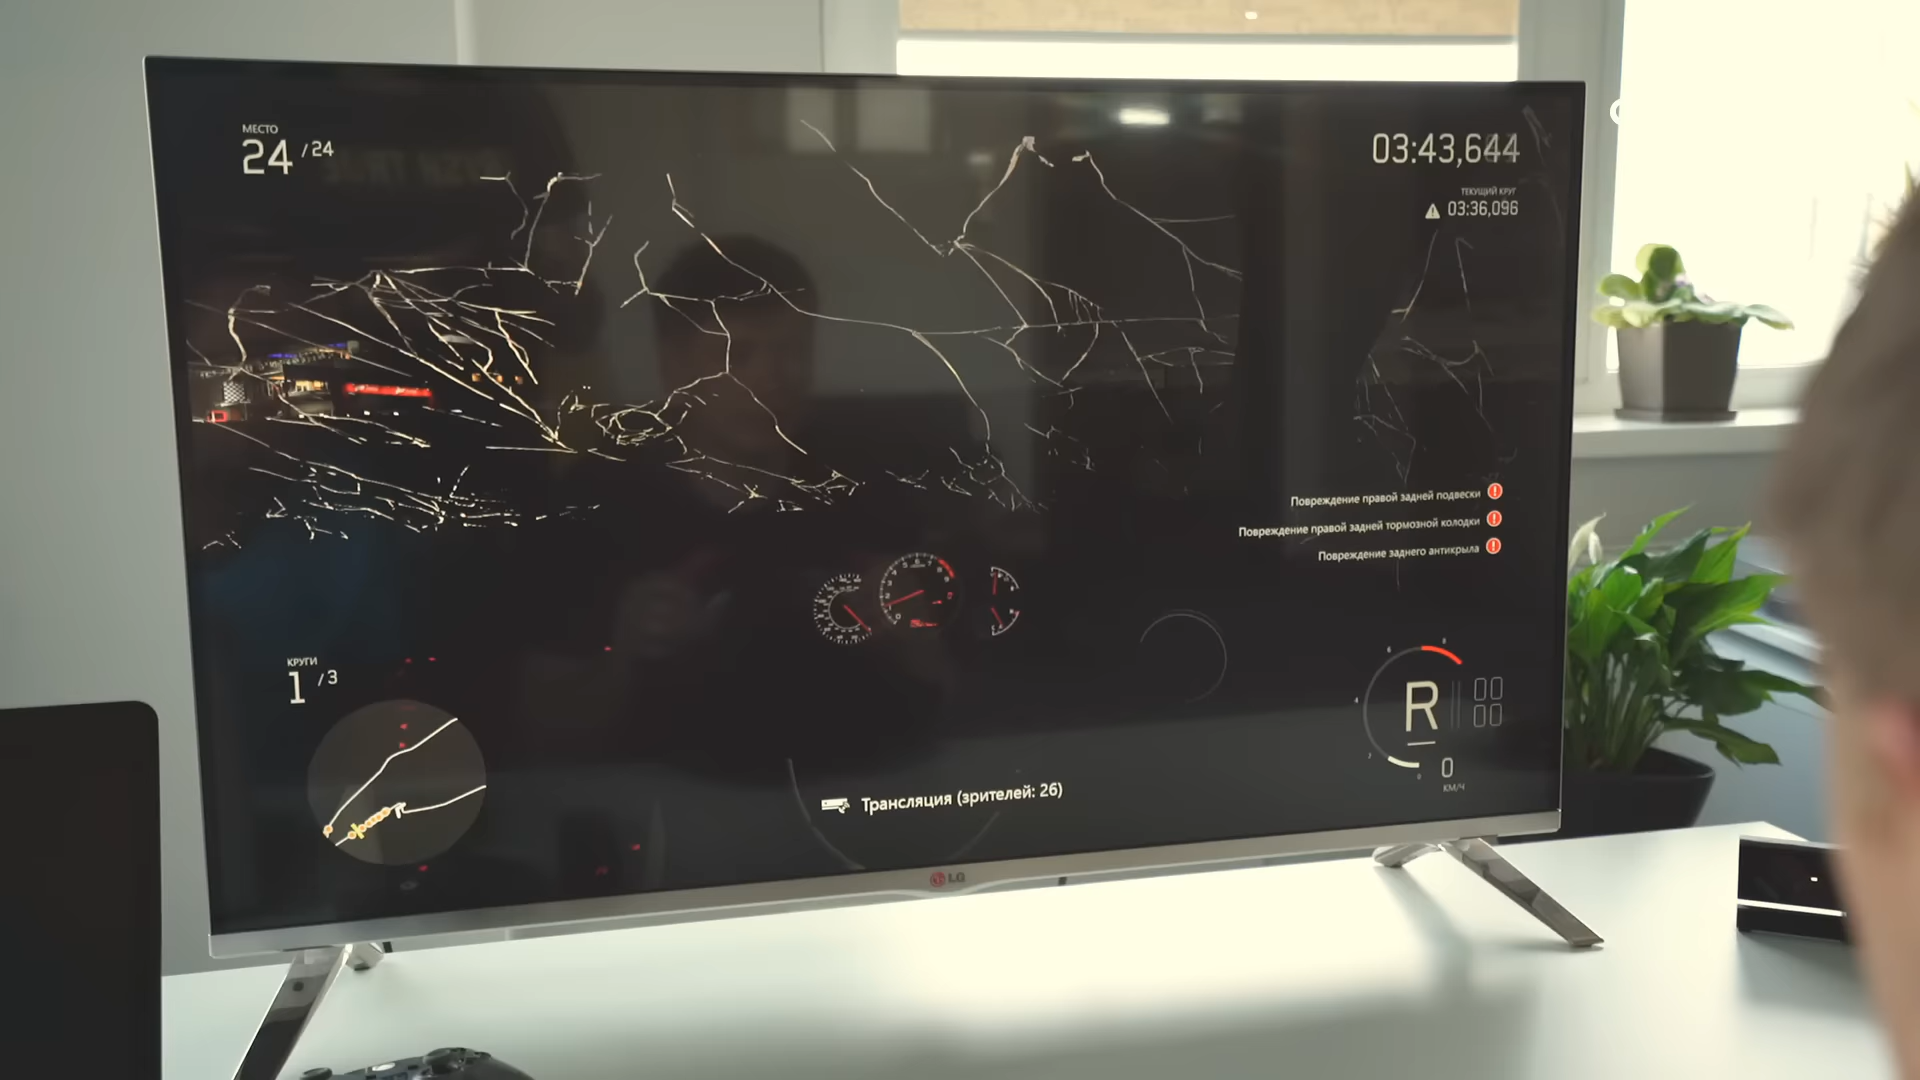 МЕСТО
24 / 24
03:43,644
ТЕКУЩИЙ КРУГ
03:36,096
Повреждение правой задней подвески
Повреждение правой задней тормозной колодки
Повреждение заднего антикрыла
КРУГИ
1 / 3
R
0
КМ/Ч
Трансляция (зрителей: 26)
LG